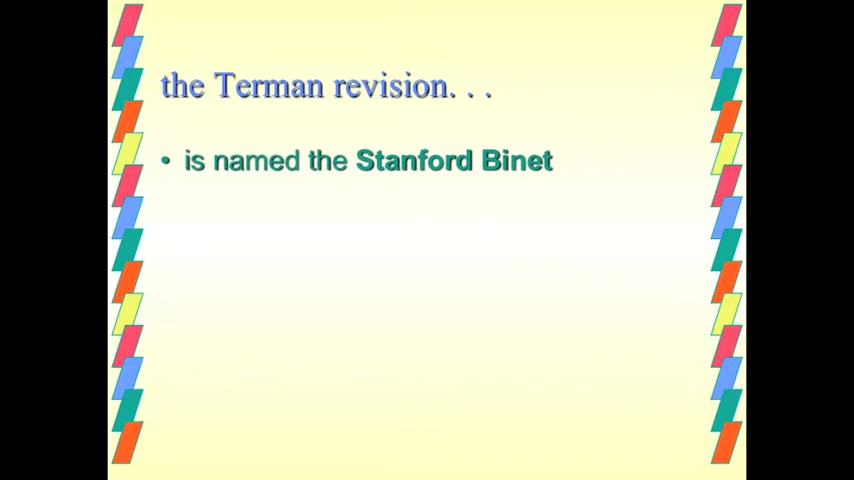 the Terman revision. . .
• is named the Stanford Binet